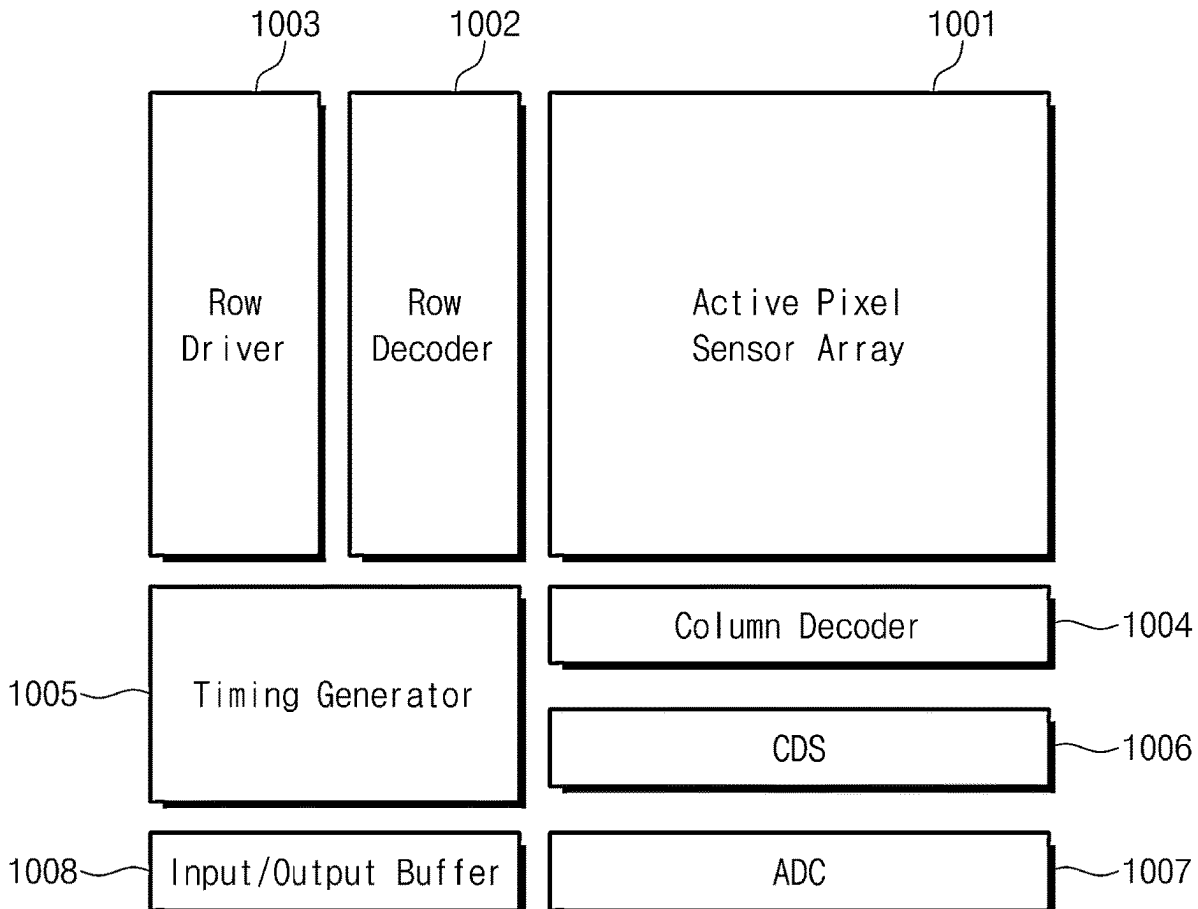 1003
1002
1001
Row
Driver
Row
Decoder
Active Pixel
Sensor Array
Column Decoder
1004
1005
Timing Generator
CDS
1006
1008
Input/Output Buffer
ADC
1007